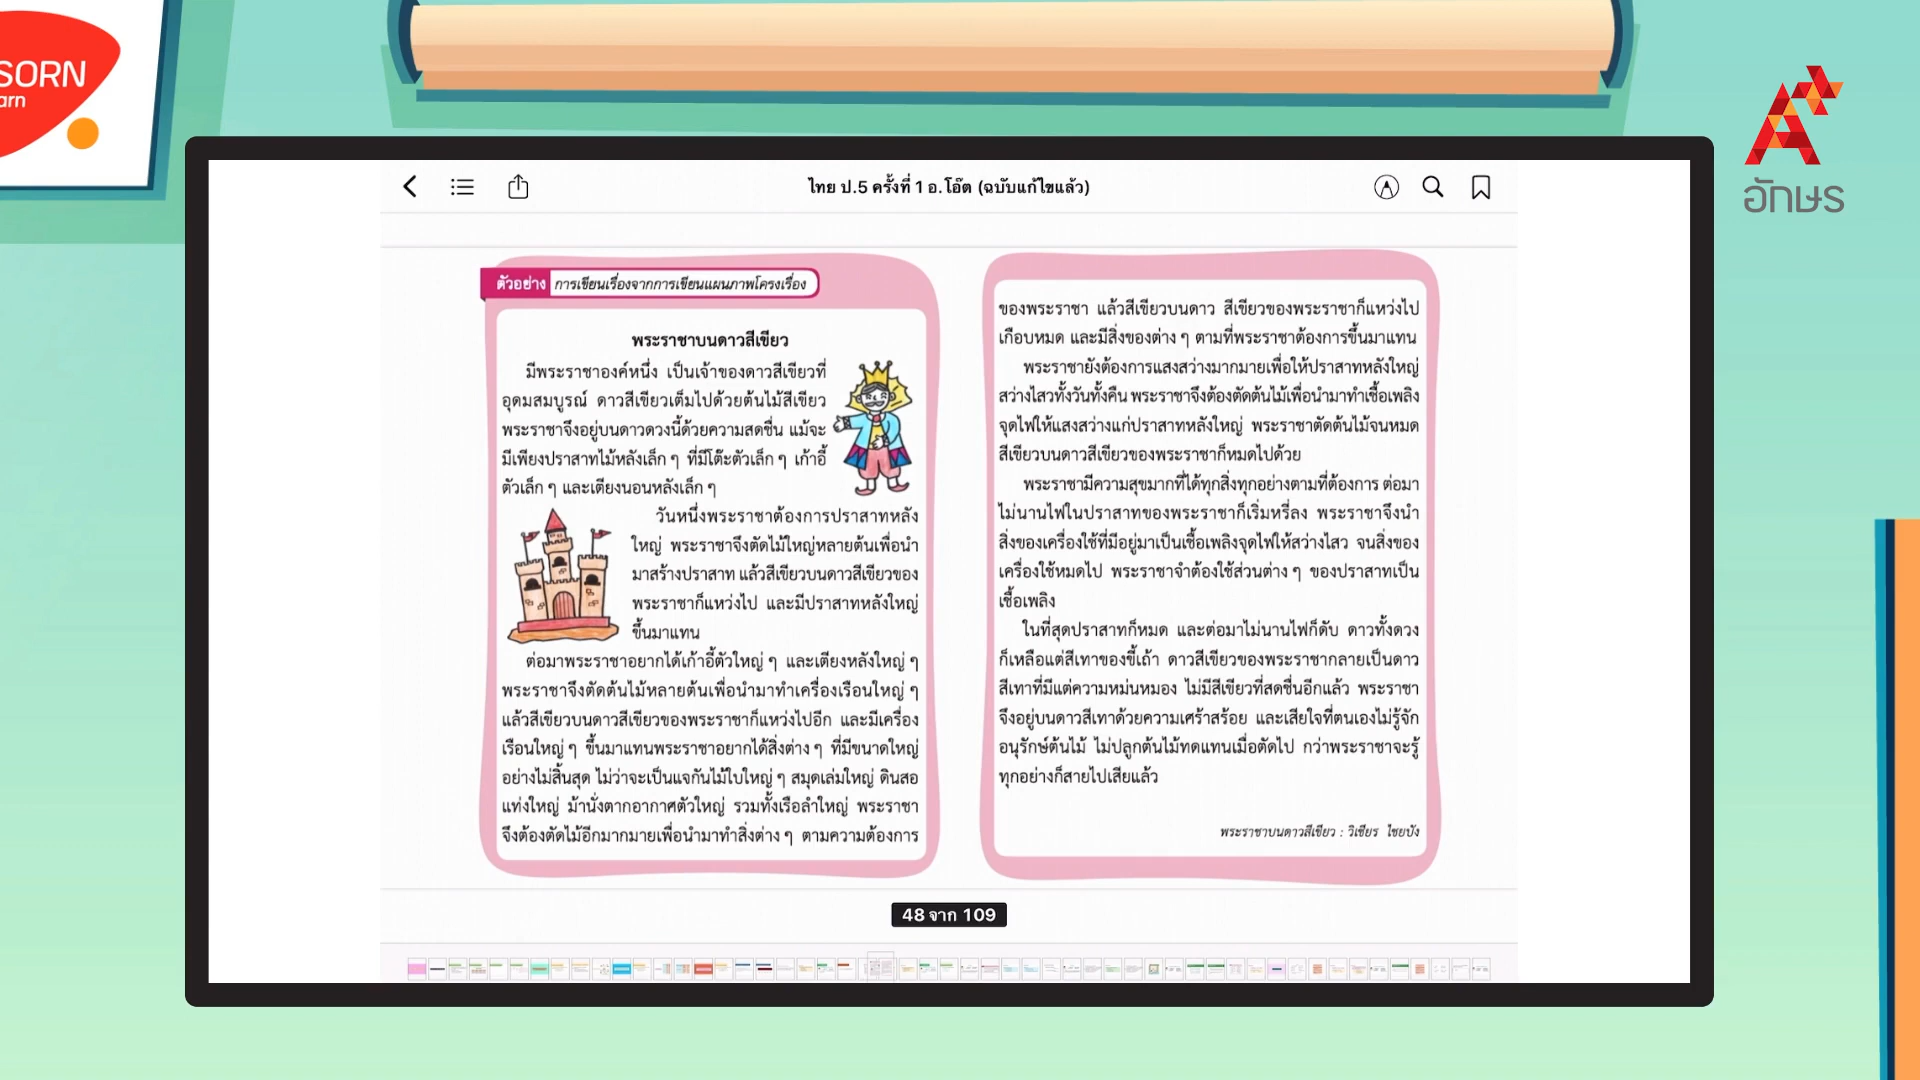 SORN
arn
อักษร
ไทย ป.5 ครั้งที่ 1 อ.โอ๊ต (ฉบับแก้ไขแล้ว)
ตัวอย่าง การเขียนเรื่องจากการเขียนแผนภาพโครงเรื่อง
พระราชาบนดาวสีเขียว
มีพระราชาองค์หนึ่ง เป็นเจ้าของดาวสีเขียวที่
อุดมสมบูรณ์ ดาวสีเขียวเต็มไปด้วยต้นไม้สีเขียว
พระราชาจึงอยู่บนดาวดวงนี้ด้วยความสดชื่น แม้จะ
มีเพียงปราสาทไม้หลังเล็ก ๆ ที่มีโต๊ะตัวเล็ก ๆ เก้าอี้
ตัวเล็ก ๆ และเตียงนอนหลังเล็ก ๆ
วันหนึ่งพระราชาต้องการปราสาทหลัง
ใหญ่ พระราชาจึงตัดไม้ใหญ่หลายต้นเพื่อนำ
มาสร้างปราสาท แล้วสีเขียวบนดาวสีเขียวของ
พระราชาก็แหว่งไป และมีปราสาทหลังใหญ่
ขึ้นมาแทน
ต่อมาพระราชาอยากได้เก้าอี้ตัวใหญ่ ๆ และเตียงหลังใหญ่ ๆ
พระราชาจึงตัดต้นไม้หลายต้นเพื่อนำมาทำเครื่องเรือนใหญ่ ๆ
แล้วสีเขียวบนดาวสีเขียวของพระราชาก็แหว่งไปอีก และมีเครื่อง
เรือนใหญ่ ๆ ขึ้นมาแทนพระราชาอยากได้สิ่งต่าง ๆ ที่มีขนาดใหญ่
อย่างไม่สิ้นสุด ไม่ว่าจะเป็นแจกันไม้ใบใหญ่ ๆ สมุดเล่มใหญ่ ดินสอ
แท่งใหญ่ ม้านั่งตากอากาศตัวใหญ่ รวมทั้งเรือลำใหญ่ พระราชา
จึงต้องตัดไม้อีกมากมายเพื่อนำมาทำสิ่งต่าง ๆ ตามความต้องการ
ของพระราชา แล้วสีเขียวบนดาว สีเขียวของพระราชาก็แหว่งไป
เกือบหมด และมีสิ่งของต่าง ๆ ตามที่พระราชาต้องการขึ้นมาแทน
พระราชายังต้องการแสงสว่างมากมายเพื่อให้ปราสาทหลังใหญ่
สว่างไสวทั้งวันทั้งคืน พระราชาจึงต้องตัดต้นไม้เพื่อนำมาทำเชื้อเพลิง
จุดไฟให้แสงสว่างแก่ปราสาทหลังใหญ่ พระราชาตัดต้นไม้จนหมด
สีเขียวบนดาวสีเขียวของพระราชาก็หมดไปด้วย
พระราชามีความสุขมากที่ได้ทุกสิ่งทุกอย่างตามที่ต้องการ ต่อมา
ไม่นานไฟในปราสาทของพระราชาก็เริ่มหรี่ลง พระราชาจึงนำ
สิ่งของเครื่องใช้ที่มีอยู่มาเป็นเชื้อเพลิงจุดไฟให้สว่างไสว จนสิ่งของ
เครื่องใช้หมดไป พระราชาจำต้องใช้ส่วนต่าง ๆ ของปราสาทเป็น
เชื้อเพลิง
ในที่สุดปราสาทก็หมด และต่อมาไม่นานไฟก็ดับ ดาวทั้งดวง
ก็เหลือแต่สีเทาของขี้เถ้า ดาวสีเขียวของพระราชากลายเป็นดาว
สีเทาที่มีแต่ความหม่นหมอง ไม่มีสีเขียวที่สดชื่นอีกแล้ว พระราชา
จึงอยู่บนดาวสีเทาด้วยความเศร้าสร้อย และเสียใจที่ตนเองไม่รู้จัก
อนุรักษ์ต้นไม้ ไม่ปลูกต้นไม้ทดแทนเมื่อตัดไป กว่าพระราชาจะรู้
ทุกอย่างก็สายไปเสียแล้ว
พระราชาบนดาวสีเขียว : วิเชียร ไชยบัง
48 จาก 109